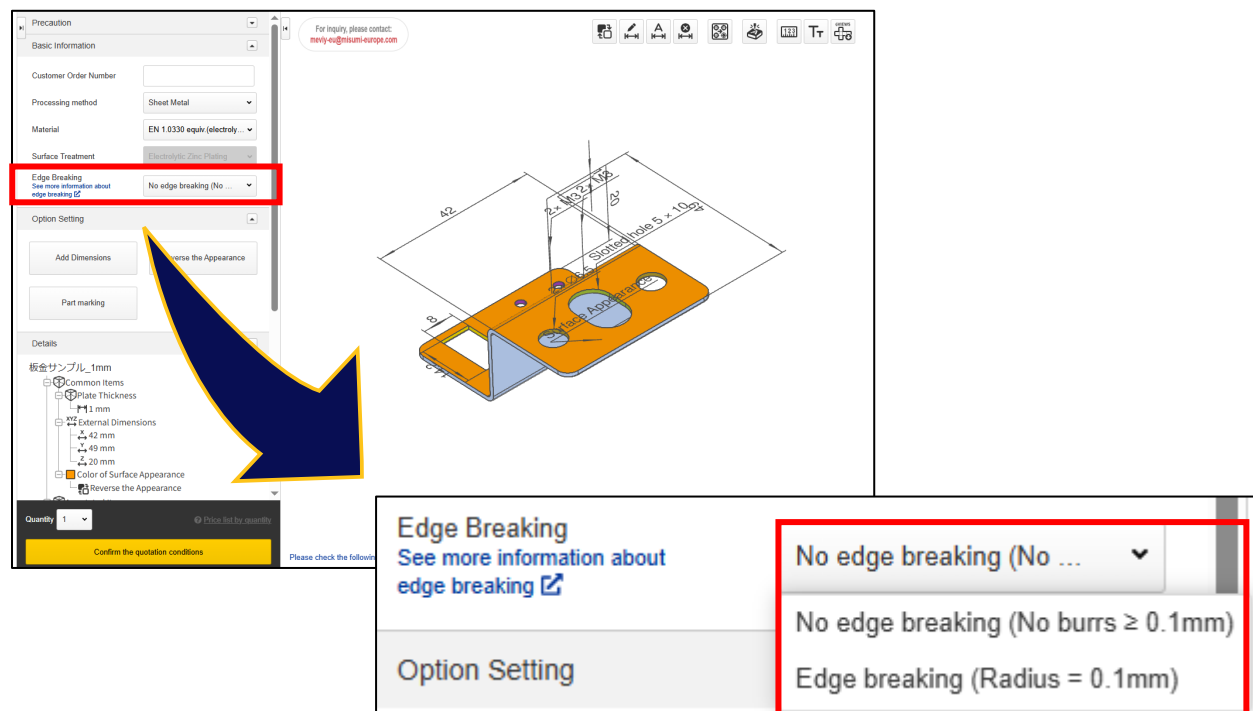 Precaution
Basic Information
Customer Order Number
Processing method
Sheet Metal
Material
EN 1.0330 equiv.(electroly...
Surface Treatment
Electrolytic Zinc Plating
Edge Breaking
See more information about
edge breaking
No edge breaking (No ...
Option Setting
Add Dimensions
verse the Appearance
Part marking
Details
板金サンプル_1mm
Common Items
Plate Thickness
1 mm
XYZ External Dimensions
X 42 mm
Y 49 mm
Z 20 mm
Color of Surface Appearance
Reverse the Appearance
Quantity 1
Price list by quantity
Confirm the quotation conditions
For inquiry, please contact:
meviy-eu@misumi-europe.com
A
123
TT
42
2× M3
2× M3
20
Slotted hole 5 × 10
49
Surface Appearance
8
Please check the followin
Edge Breaking
See more information about
edge breaking
No edge breaking (No ...
No edge breaking (No burrs ≥ 0.1mm)
Option Setting
Edge breaking (Radius = 0.1mm)